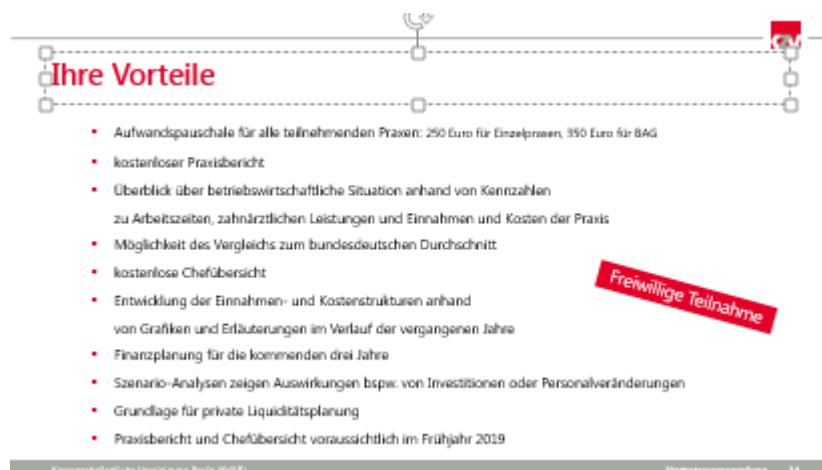 Ihre Vorteile
Aufwandspauschale für alle teilnehmenden Praxen: 250 Euro für Einzelpraxen, 350 Euro für BAG
kostenloser Praxisbericht
Überblick über betriebswirtschaftliche Situation anhand von Kennzahlen
zu Arbeitszeiten, zahnärztlichen Leistungen und Einnahmen und Kosten der Praxis
Möglichkeit des Vergleichs zum bundesdeutschen Durchschnitt
kostenlose Chefübersicht
Freiwillige Teilnahme
Entwicklung der Einnahmen- und Kostenstrukturen anhand
von Grafiken und Erläuterungen im Verlauf der vergangenen Jahre
Finanzplanung für die kommenden drei Jahre
Szenario-Analysen zeigen Auswirkungen bspw. von Investitionen oder Personalveränderungen
Grundlage für private Liquiditätsplanung
Praxisbericht und Chefübersicht voraussichtlich im Frühjahr 2019